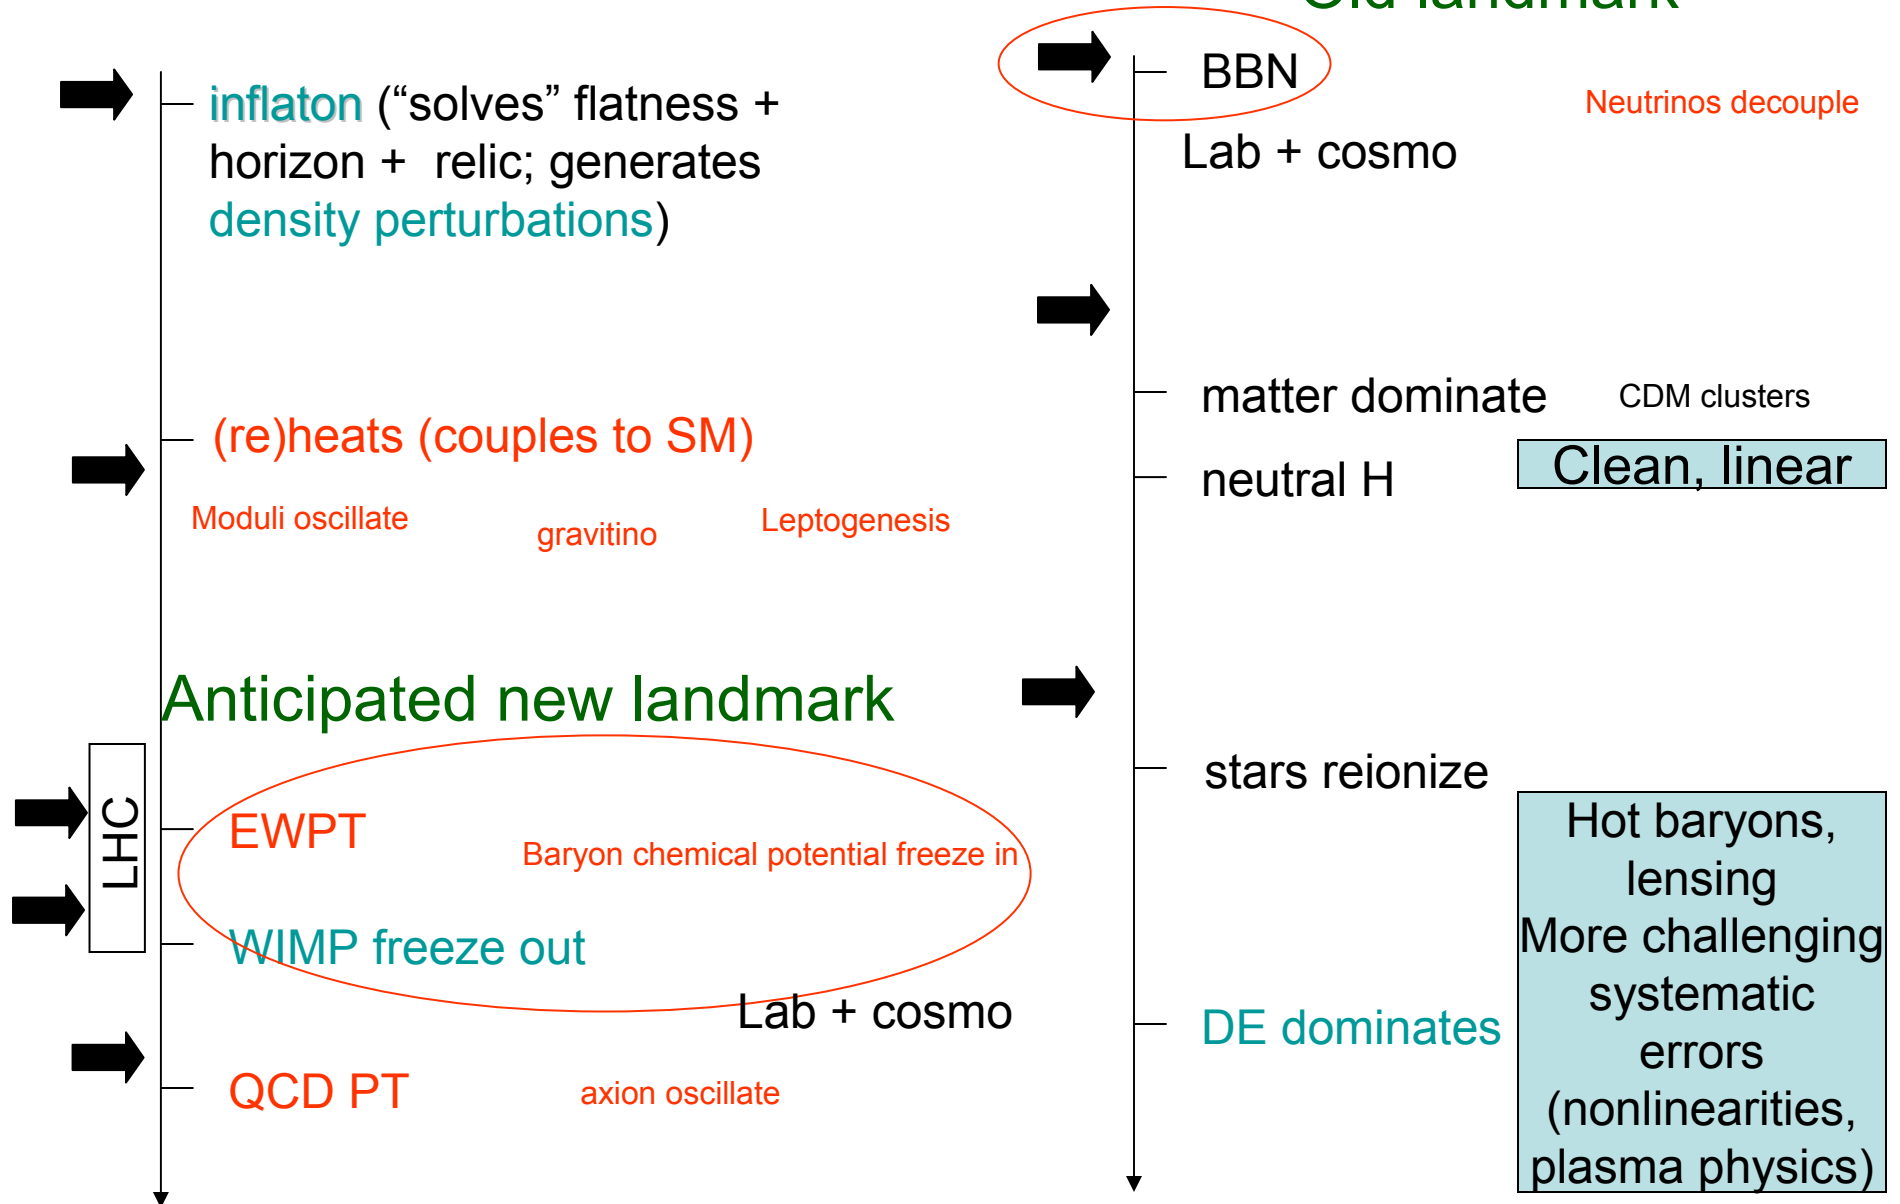 inflaton (“solves” flatness +
horizon + relic; generates
density perturbations)
(re)heats (couples to SM)
Moduli oscillate
gravitino
Leptogenesis
Anticipated new landmark
LHC
EWPT
Baryon chemical potential freeze in
WIMP freeze out
Lab + cosmo
QCD PT
axion oscillate
Old landmark
BBN
Neutrinos decouple
Lab + cosmo
matter dominate
CDM clusters
neutral H
Clean, linear
stars reionize
Hot baryons,
lensing
More challenging
systematic
errors
(nonlinearities,
plasma physics)
DE dominates